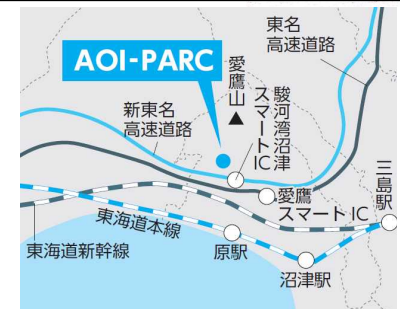 東名
高速道路
AOI-PARC
愛鷹山
駿河湾沼津
スマートIC
新東名
高速道路
愛鷹
スマートIC
三島駅
東海道本線
東海道新幹線
原駅
沼津駅